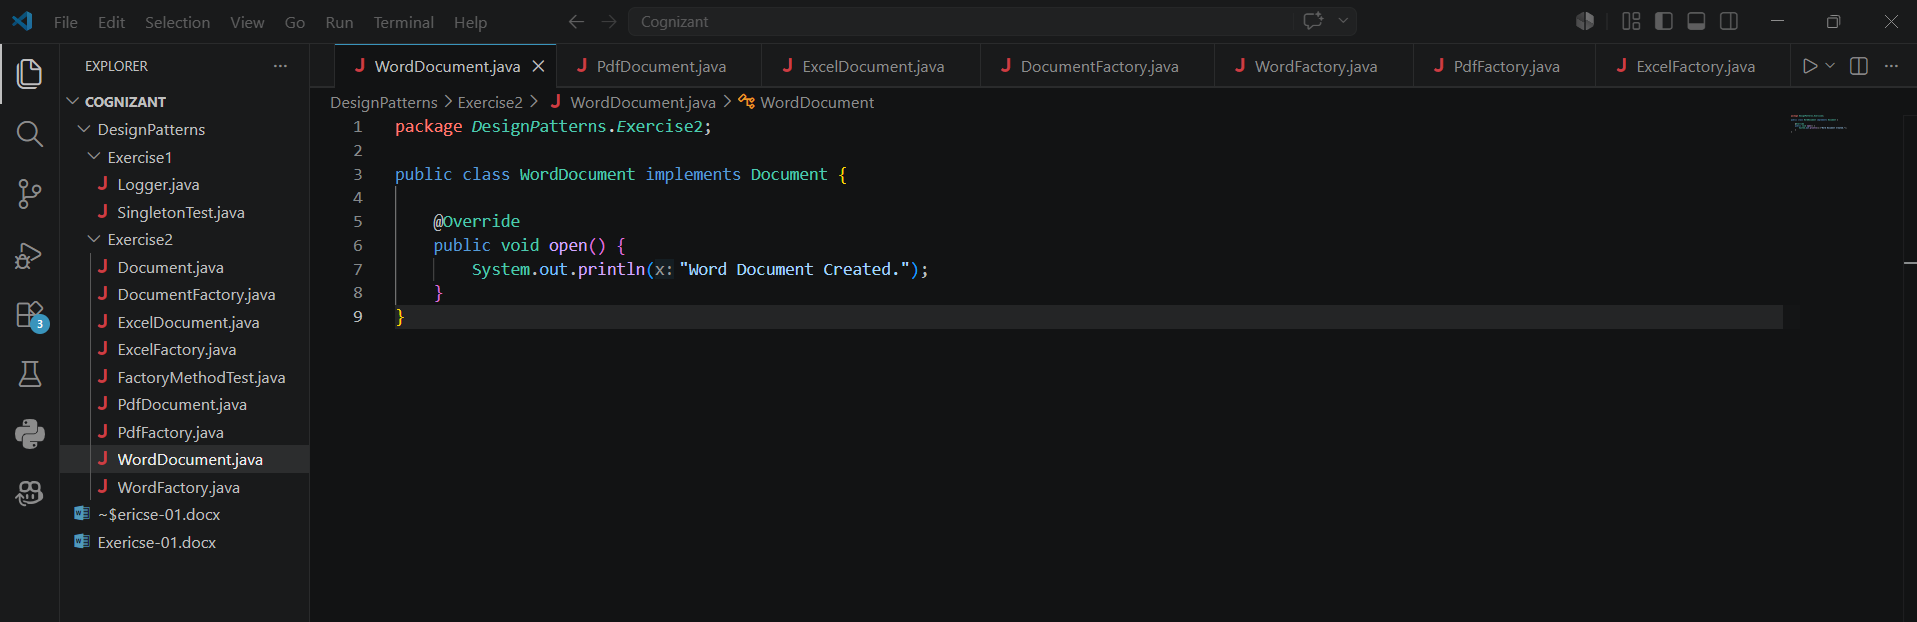 File Edit Selection View Go Run Terminal Help
Cognizant
EXPLORER
COGNIZANT
DesignPatterns
Exercise1
Logger.java
SingletonTest.java
Exercise2
Document.java
DocumentFactory.java
ExcelDocument.java
ExcelFactory.java
FactoryMethodTest.java
PdfDocument.java
PdfFactory.java
WordDocument.java
WordFactory.java
~$ericse-01.docx
Exericse-01.docx
3
WordDocument.java PdfDocument.java ExcelDocument.java DocumentFactory.java WordFactory.java PdfFactory.java ExcelFactory.java
DesignPatterns > Exercise2 > WordDocument.java > WordDocument
1 package DesignPatterns.Exercise2;
2
3 public class WordDocument implements Document {
4
5 @Override
6 public void open() {
7 System.out.println(x: "Word Document Created.");
8 }
9 }